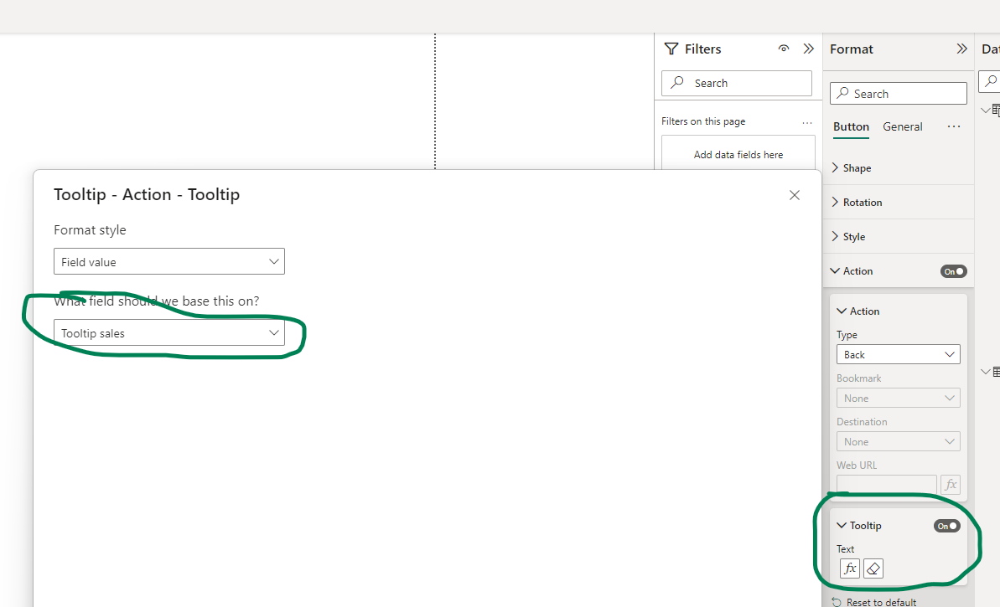 Filters
Search
Filters on this page
...
Add data fields here
Format
Search
Button General ...
Shape
Rotation
Style
Action On
Action
Type
Back
Bookmark
None
Destination
None
Web URL
fx
Tooltip On
Text
fx
Reset to default
Dat
Tooltip - Action - Tooltip
Format style
Field value
What field should we base this on?
Tooltip sales